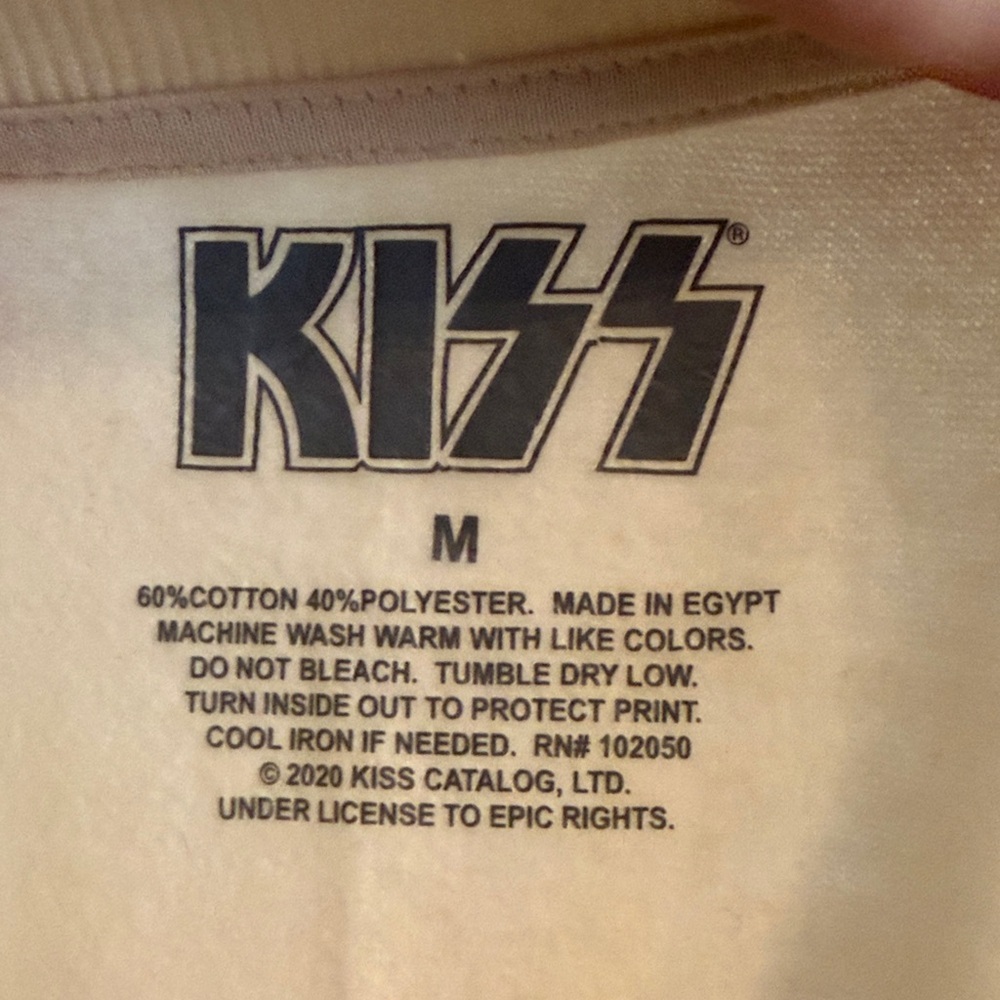 KISS®
M
60%COTTON 40%POLYESTER. MADE IN EGYPT
MACHINE WASH WARM WITH LIKE COLORS.
DO NOT BLEACH. TUMBLE DRY LOW.
TURN INSIDE OUT TO PROTECT PRINT.
COOL IRON IF NEEDED. RN# 102050
© 2020 KISS CATALOG, LTD.
UNDER LICENSE TO EPIC RIGHTS.